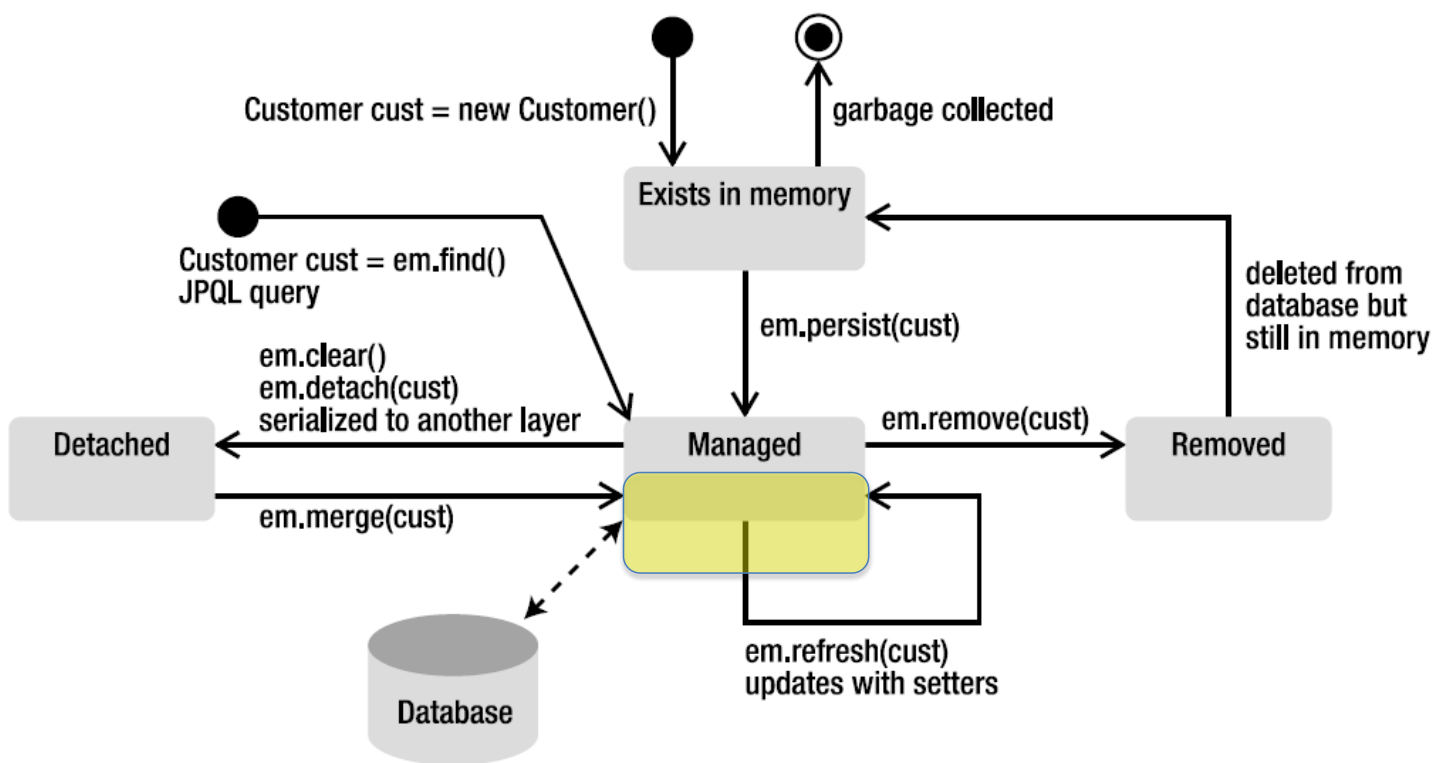 Customer cust = new Customer()
garbage collected
Exists in memory
Customer cust = em.find()
JPQL query
deleted from
database but
still in memory
em.persist(cust)
em.clear()
em.detach(cust)
serialized to another layer
Detached
Managed
em.remove(cust)
Removed
em.merge(cust)
em.refresh(cust)
updates with setters
Database